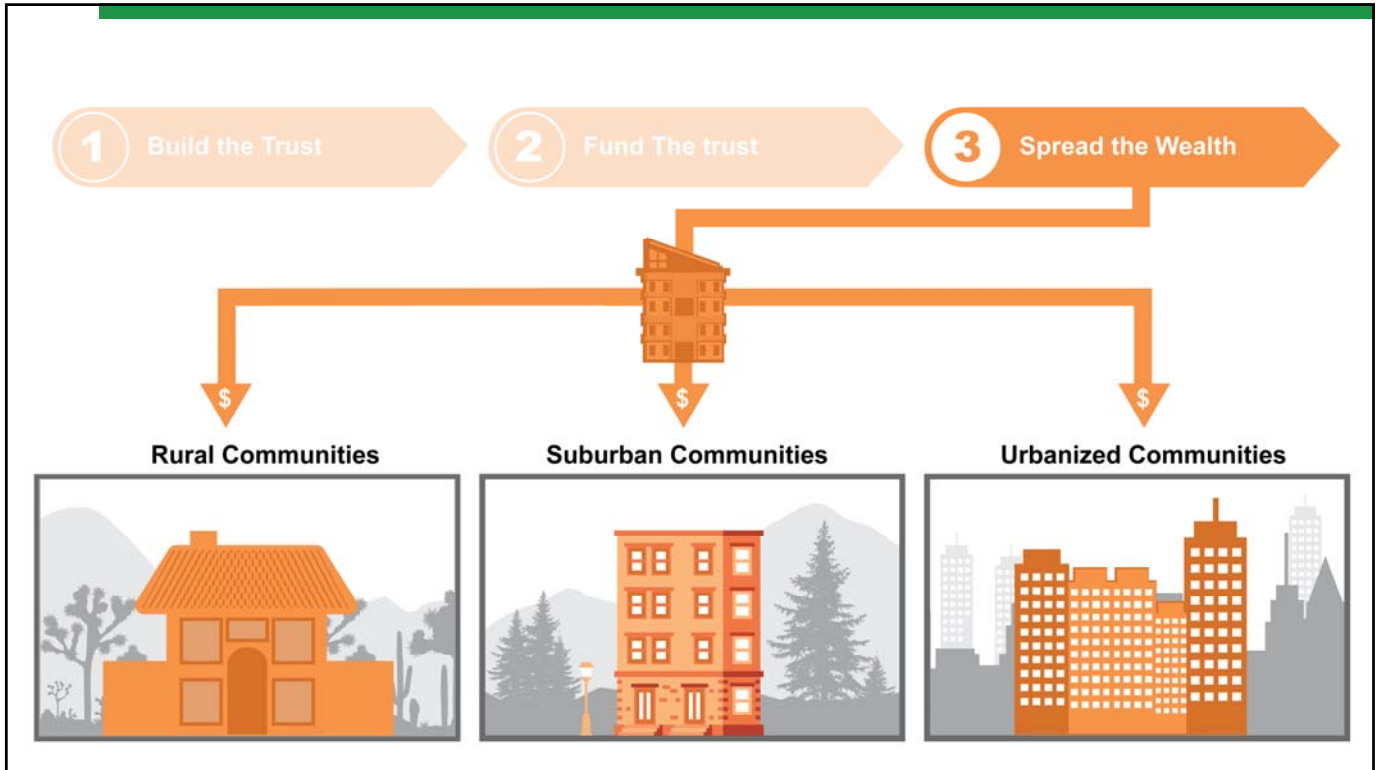 1 Build the Trust
2 Fund The trust
3 Spread the Wealth
$ $ $
Rural Communities
Suburban Communities
Urbanized Communities